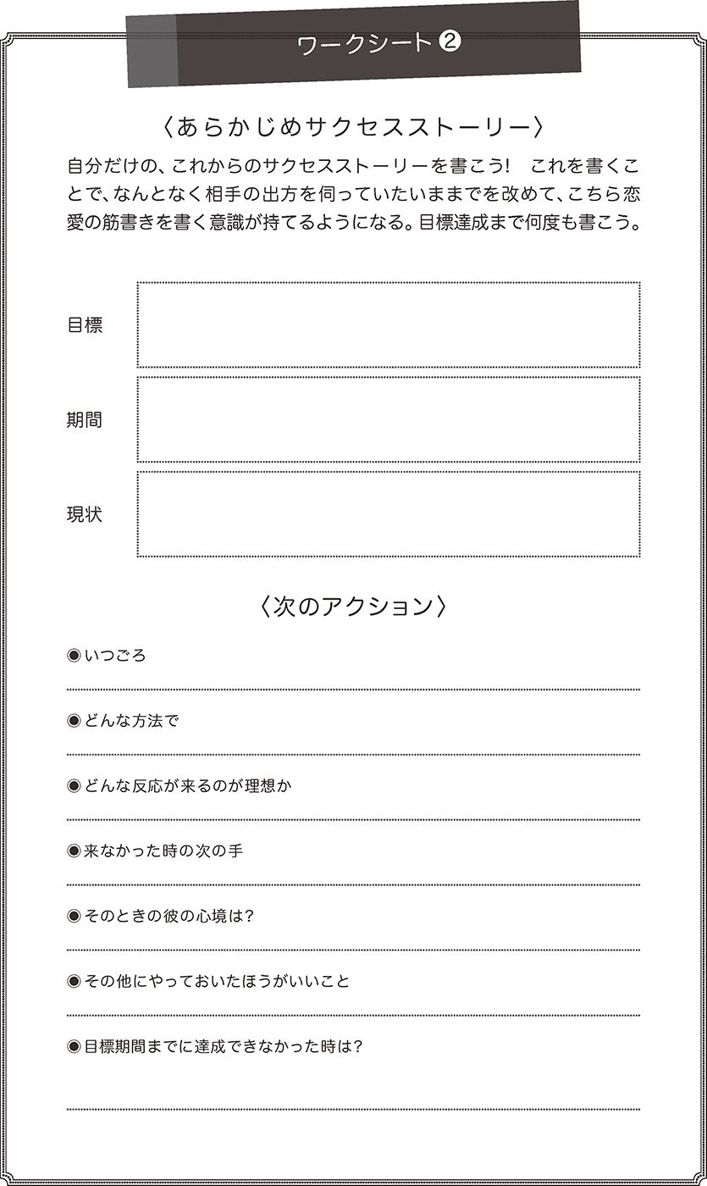 ワークシート❷
〈あらかじめサクセスストーリー〉
自分だけの、これからのサクセスストーリーを書こう！　これを書くこ
とで、なんとなく相手の出方を伺っていたいままでを改めて、こちら恋
愛の筋書きを書く意識が持てるようになる。目標達成まで何度も書こう。
目標
期間
現状
〈次のアクション〉
◉いつごろ
◉どんな方法で
◉どんな反応が来るのが理想か
◉来なかった時の次の手
◉そのときの彼の心境は？
◉その他にやっておいたほうがいいこと
◉目標期間までに達成できなかった時は？